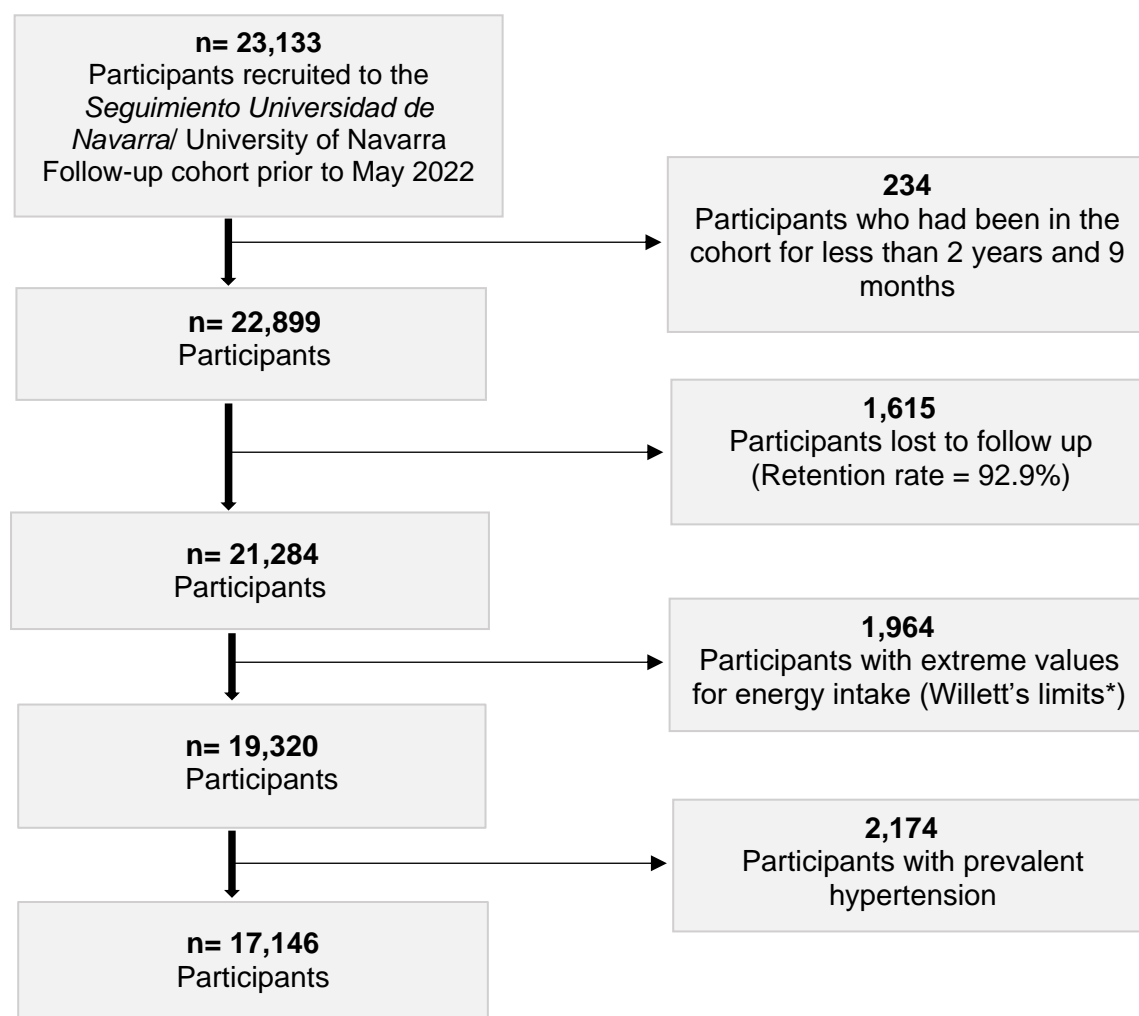 n= 23,133
Participants recruited to the
Seguimiento Universidad de
Navarra/ University of Navarra
Follow-up cohort prior to May 2022
234
Participants who had been in the
cohort for less than 2 years and 9
months
n= 22,899
Participants
1,615
Participants lost to follow up
(Retention rate = 92.9%)
n= 21,284
Participants
1,964
Participants with extreme values
for energy intake (Willett’s limits*)
n= 19,320
Participants
2,174
Participants with prevalent
hypertension
n= 17,146
Participants